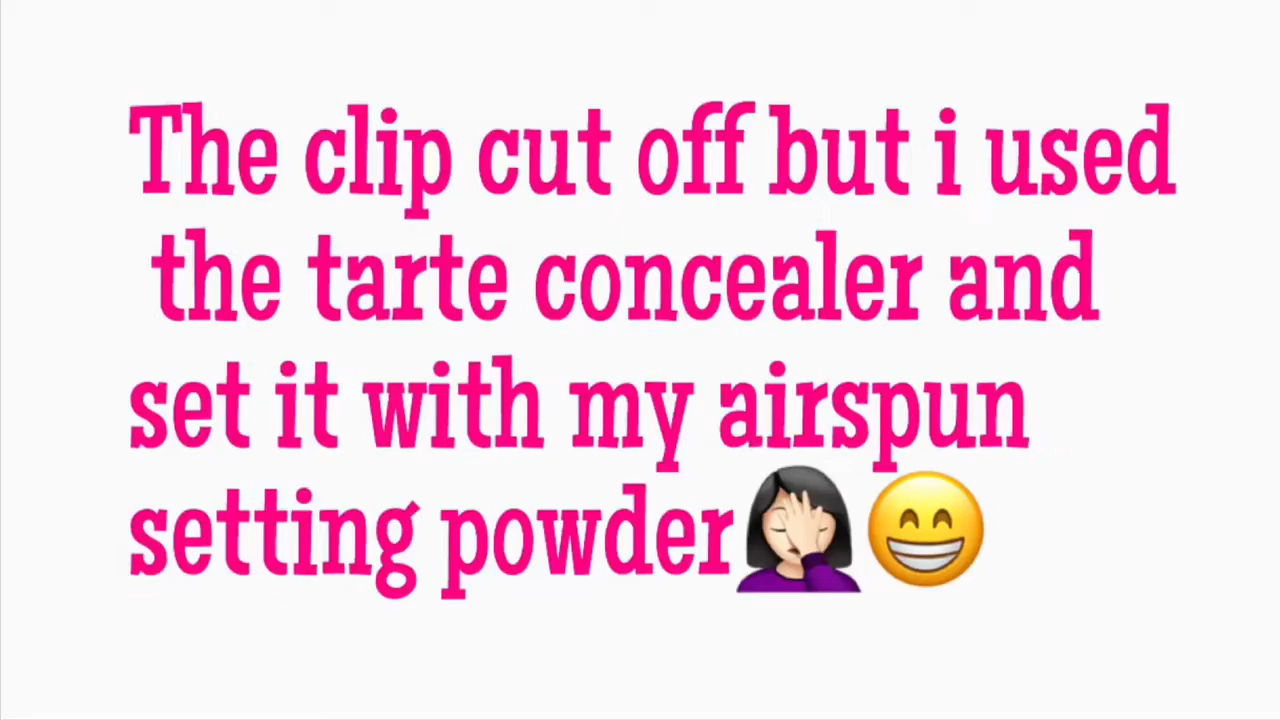 The clip cut off but i used
the tarte concealer and
set it with my airspun
setting powder🤦🏻‍♀️😁